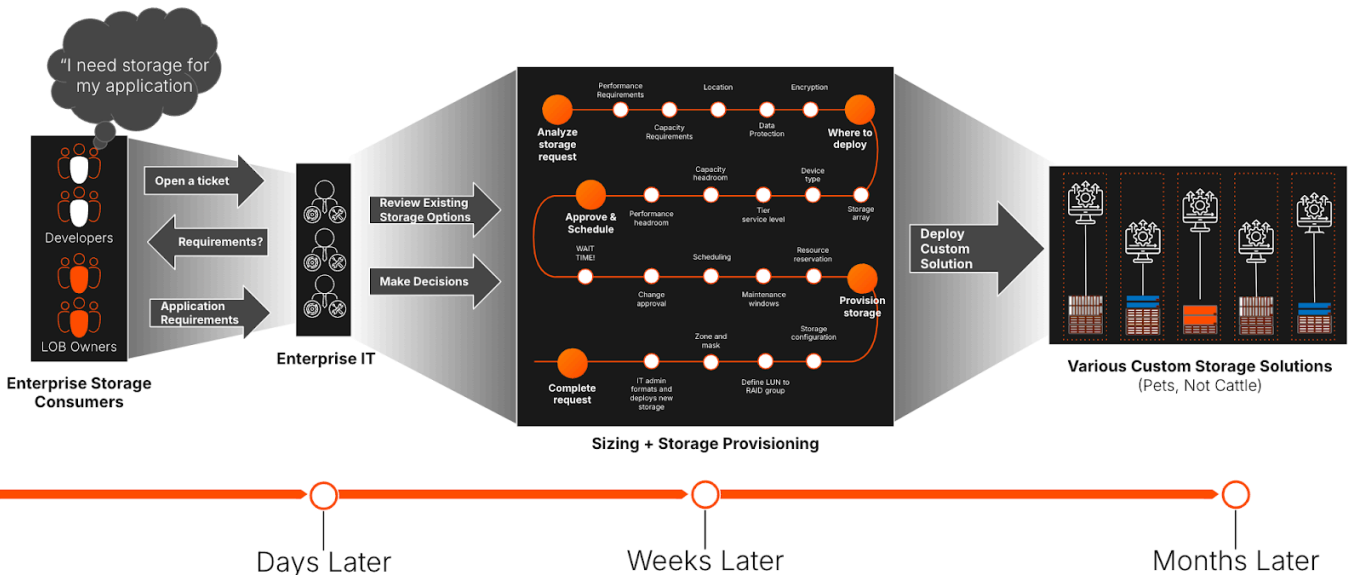 “I need storage for
my application
Developers
LOB Owners
Enterprise Storage
Consumers
Open a ticket
Requirements?
Application
Requirements
Enterprise IT
Review Existing
Storage Options
Make Decisions
Analyze
storage
request
Performance
Requirements
Capacity
Requirements
Location
Data
Protection
Encryption
Where to
deploy
Approve &
Schedule
Performance
headroom
Capacity
headroom
Tier
service level
Device
type
Storage
array
WAIT
TIME!
Change
approval
Scheduling
Maintenance
windows
Resource
reservation
Provision
storage
Complete
request
IT admin
formats and
deploys new
storage
Zone and
mask
Define LUN to
RAID group
Storage
configuration
Sizing + Storage Provisioning
Deploy
Custom
Solution
Various Custom Storage Solutions
(Pets, Not Cattle)
Days Later
Weeks Later
Months Later